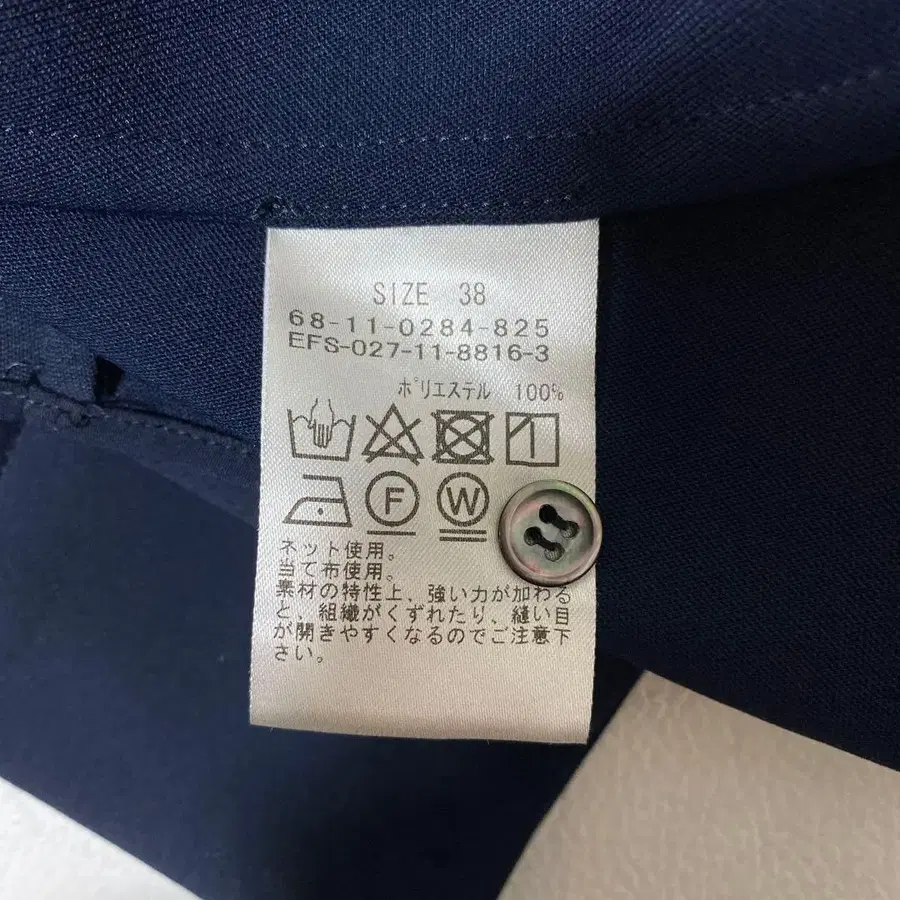 SIZE 38
68-11-0284-825
EFS-027-11-8816-3
ポリエステル 100%
F W
ネット使用。
当て布使用。
素材の特性上、強い力が加わる
と、組織がくずれたり、縫い目
が開きやすくなるのでご注意下
さい。